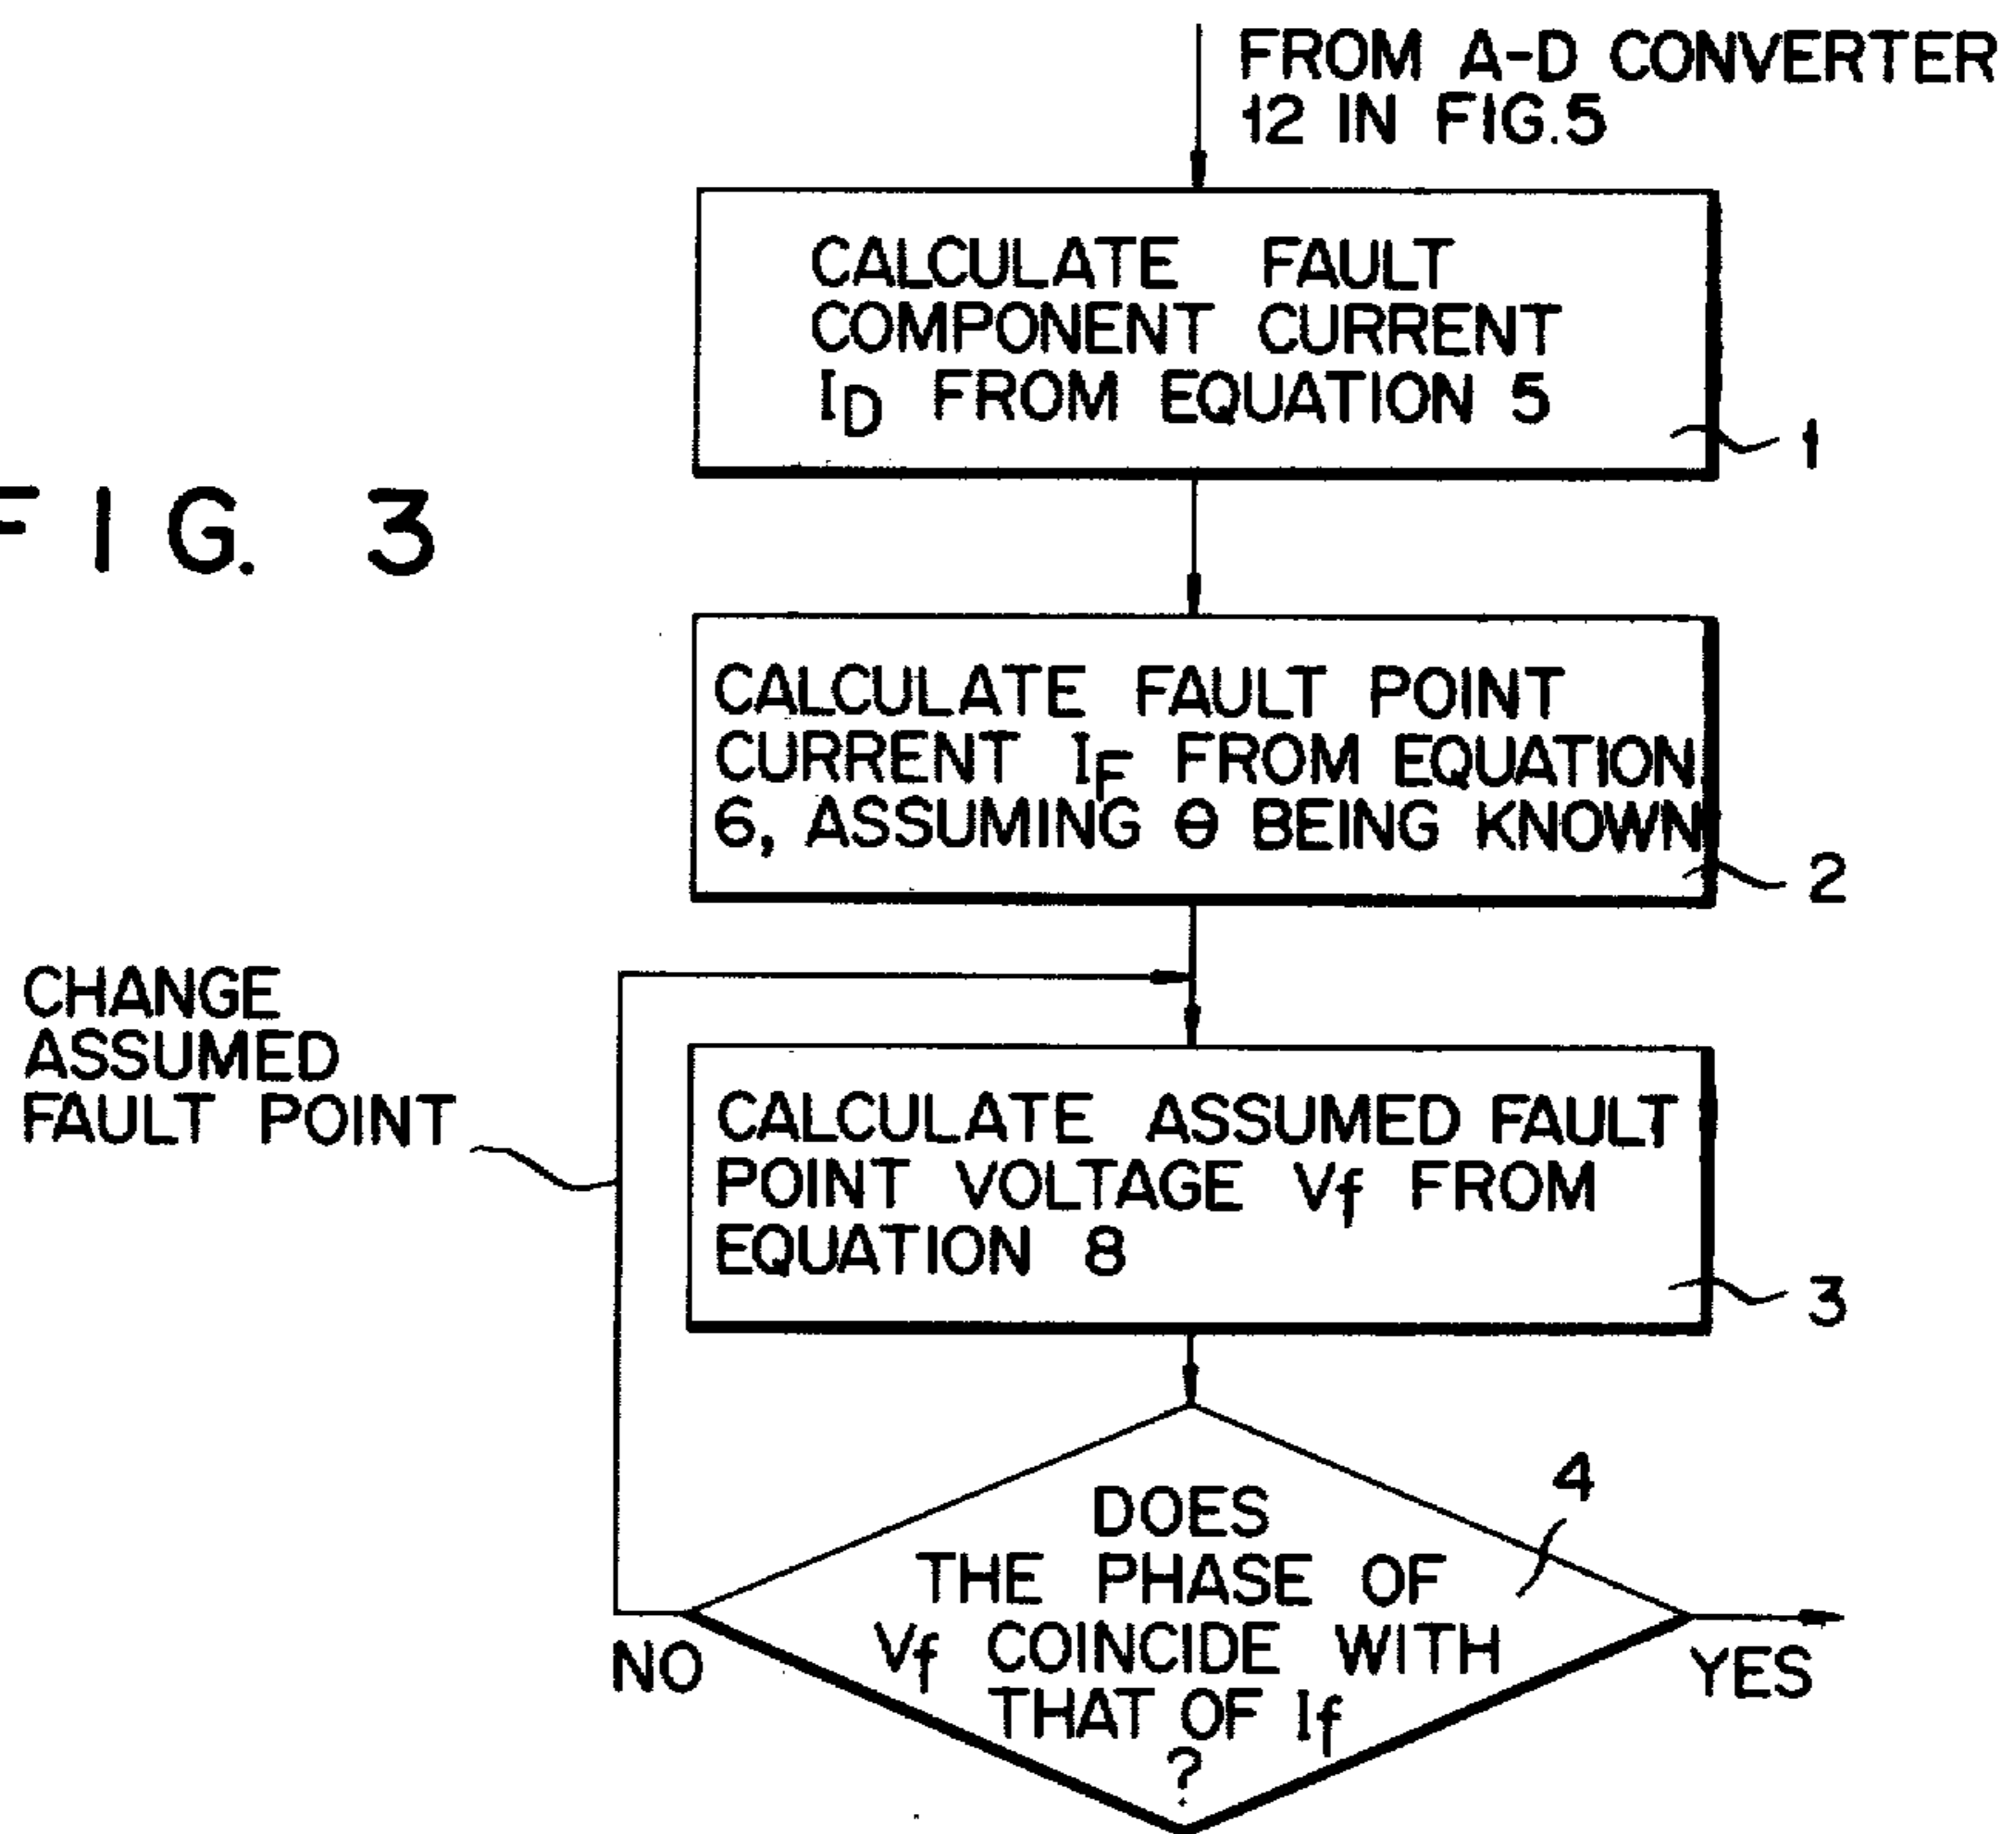 FROM A-D CONVERTER
12 IN FIG.5
CALCULATE FAULT
COMPONENT CURRENT
ID FROM EQUATION 5
1
FIG. 3
CALCULATE FAULT POINT
CURRENT IF FROM EQUATION
6, ASSUMING θ BEING KNOWN
2
CHANGE
ASSUMED
FAULT POINT
CALCULATE ASSUMED FAULT
POINT VOLTAGE Vf FROM
EQUATION 8
3
4
DOES
THE PHASE OF
Vf COINCIDE WITH
THAT OF If
?
NO
YES